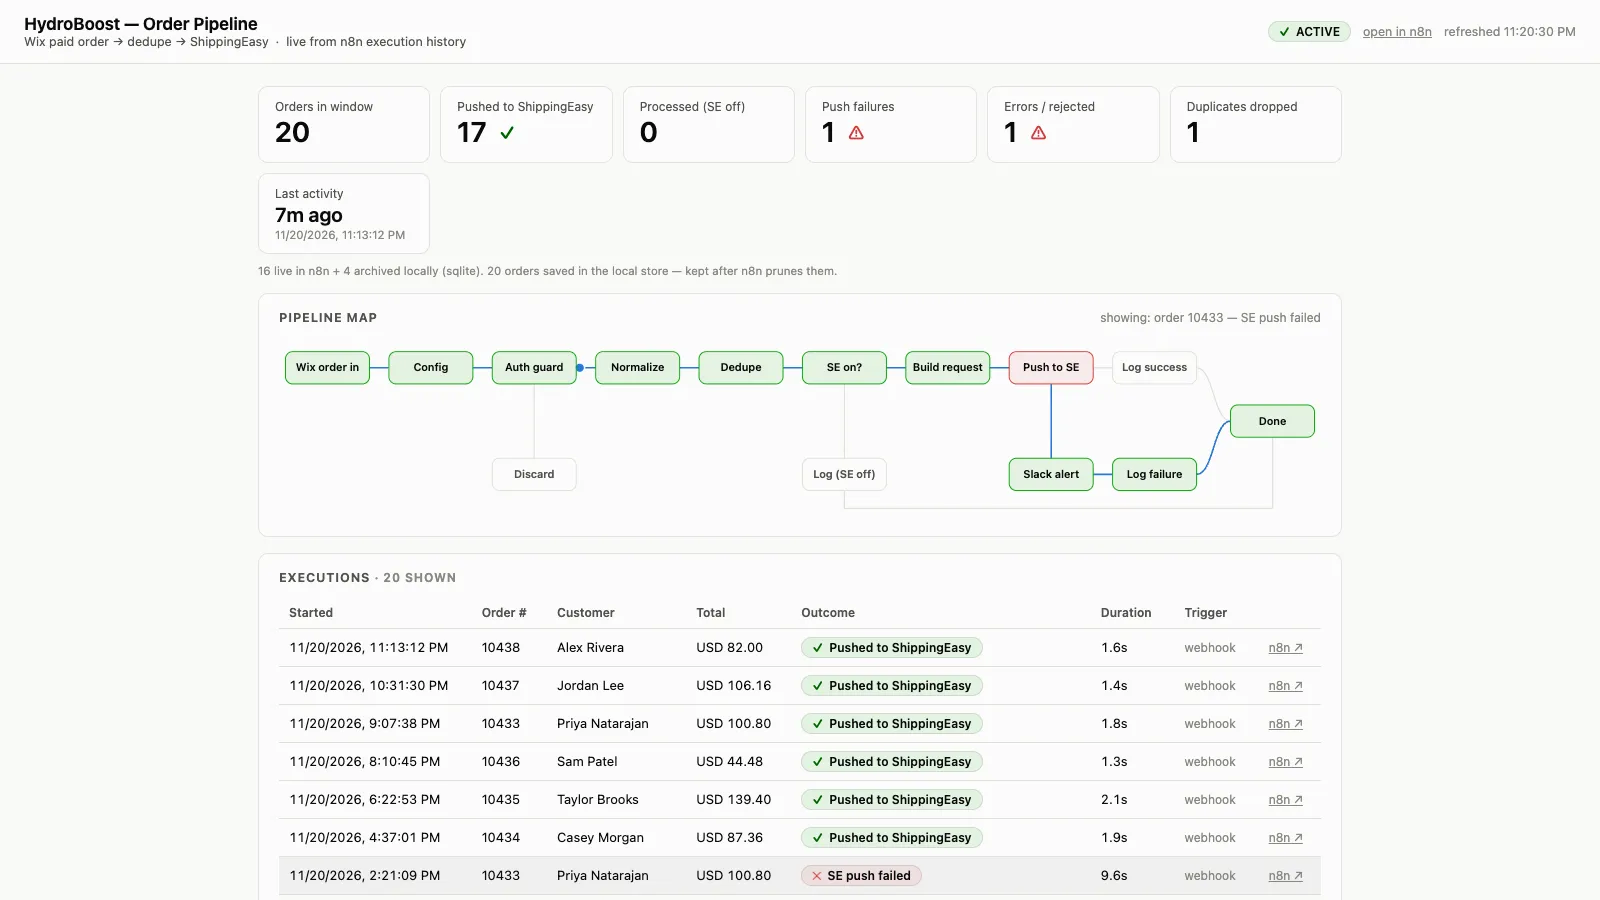 HydroBoost — Order Pipeline
Wix paid order → dedupe → ShippingEasy · live from n8n execution history
✓ ACTIVE open in n8n refreshed 11:20:30 PM
Orders in window
20
Pushed to ShippingEasy
17 ✓
Processed (SE off)
0
Push failures
1
Errors / rejected
1
Duplicates dropped
1
Last activity
7m ago
11/20/2026, 11:13:12 PM
16 live in n8n + 4 archived locally (sqlite). 20 orders saved in the local store — kept after n8n prunes them.
PIPELINE MAP showing: order 10433 — SE push failed
Wix order in Config Auth guard Normalize Dedupe SE on? Build request Push to SE Log success
Done
Discard Log (SE off) Slack alert Log failure
EXECUTIONS · 20 SHOWN
Started Order # Customer Total Outcome Duration Trigger
11/20/2026, 11:13:12 PM 10438 Alex Rivera USD 82.00 ✓ Pushed to ShippingEasy 1.6s webhook n8n ↗
11/20/2026, 10:31:30 PM 10437 Jordan Lee USD 106.16 ✓ Pushed to ShippingEasy 1.4s webhook n8n ↗
11/20/2026, 9:07:38 PM 10433 Priya Natarajan USD 100.80 ✓ Pushed to ShippingEasy 1.8s webhook n8n ↗
11/20/2026, 8:10:45 PM 10436 Sam Patel USD 44.48 ✓ Pushed to ShippingEasy 1.3s webhook n8n ↗
11/20/2026, 6:22:53 PM 10435 Taylor Brooks USD 139.40 ✓ Pushed to ShippingEasy 2.1s webhook n8n ↗
11/20/2026, 4:37:01 PM 10434 Casey Morgan USD 87.36 ✓ Pushed to ShippingEasy 1.9s webhook n8n ↗
11/20/2026, 2:21:09 PM 10433 Priya Natarajan USD 100.80 ✕ SE push failed 9.6s webhook n8n ↗